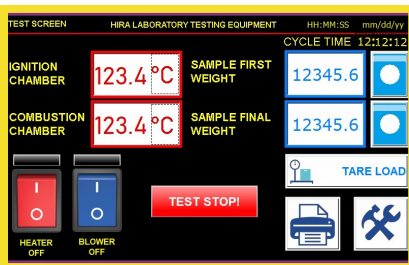 TEST SCREEN HIRA LABORATORY TESTING EQUIPMENT HH:MM:SS mm/dd/yy
CYCLE TIME 12:12:12
IGNITION CHAMBER 123.4 °C SAMPLE FIRST WEIGHT 12345.6
COMBUSTION CHAMBER 123.4 °C SAMPLE FINAL WEIGHT 12345.6
TARE LOAD
TEST STOP!
HEATER OFF
BLOWER OFF